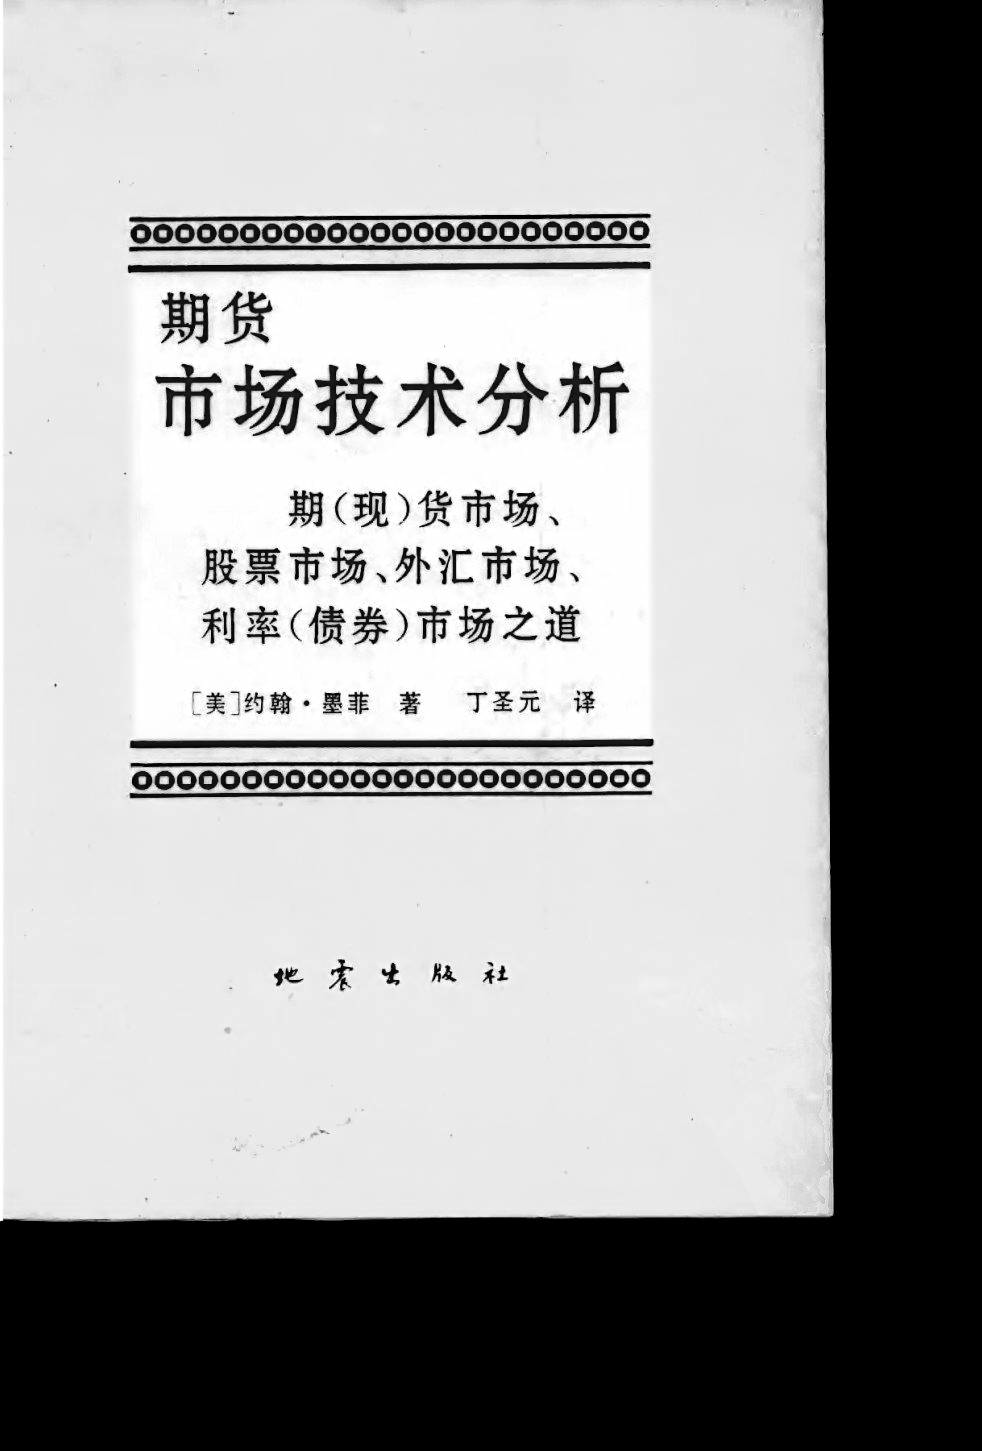 期货
市场技术分析
期(现)货市场、
股票市场、外汇市场、
利率(债券)市场之道
[美]约翰·墨菲 著 丁圣元 译
地震出版社